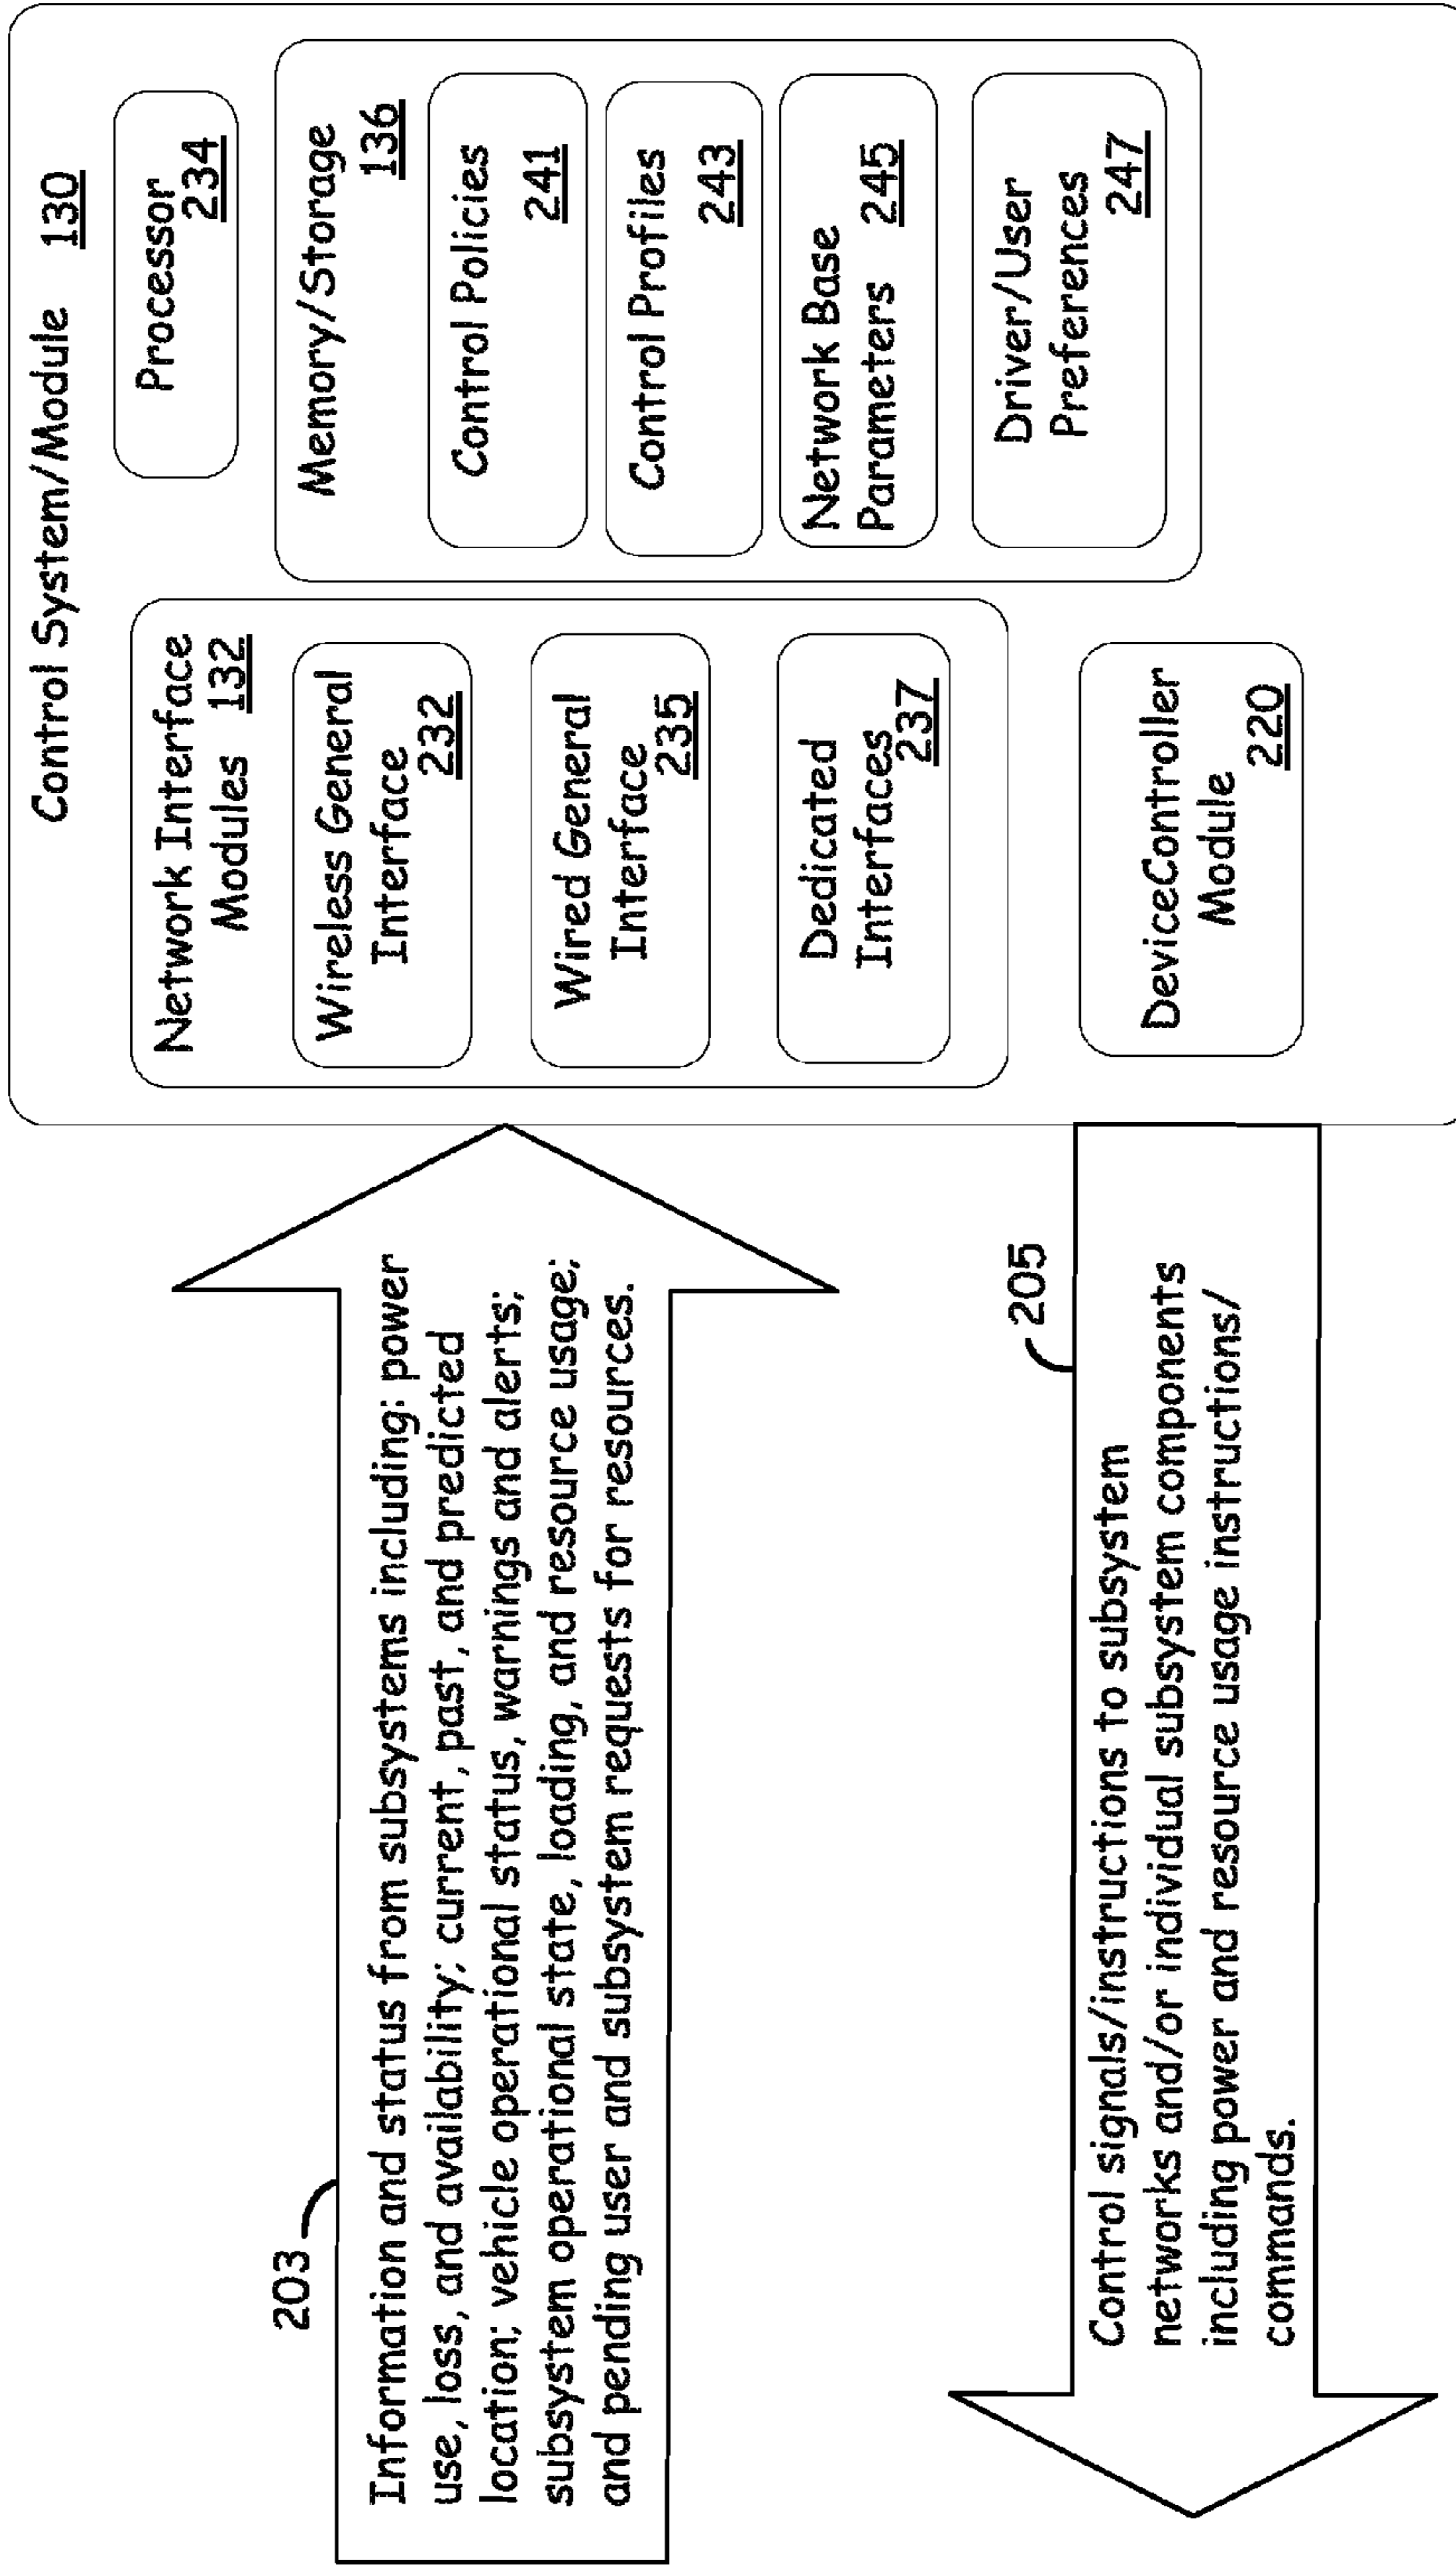 Control System/Module 130
Processor
234
Network Interface
Modules 132
Wireless General
Interface
232
Wired General
Interface
235
Dedicated
Interfaces
237
DeviceController
Module
220
Memory/Storage
136
Control Policies
241
Control Profiles
243
Network Base
Parameters 245
Driver/User
Preferences
247
203
Information and status from subsystems including: power
use, loss, and availability; current, past, and predicted
location; vehicle operational status, warnings and alerts;
subsystem operational state, loading, and resource usage;
and pending user and subsystem requests for resources.
205
Control signals/instructions to subsystem
networks and/or individual subsystem components
including power and resource usage instructions/
commands.